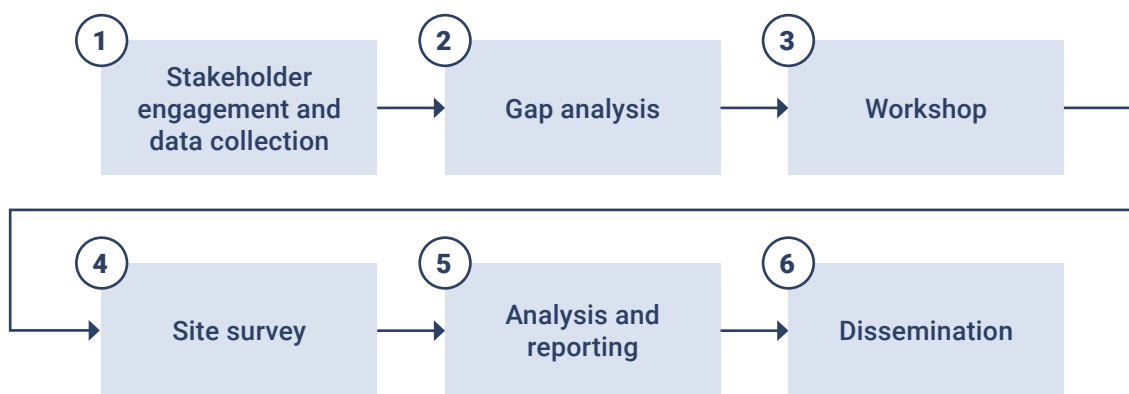 1
Stakeholder
engagement and
data collection
2
Gap analysis
3
Workshop
4
Site survey
5
Analysis and
reporting
6
Dissemination